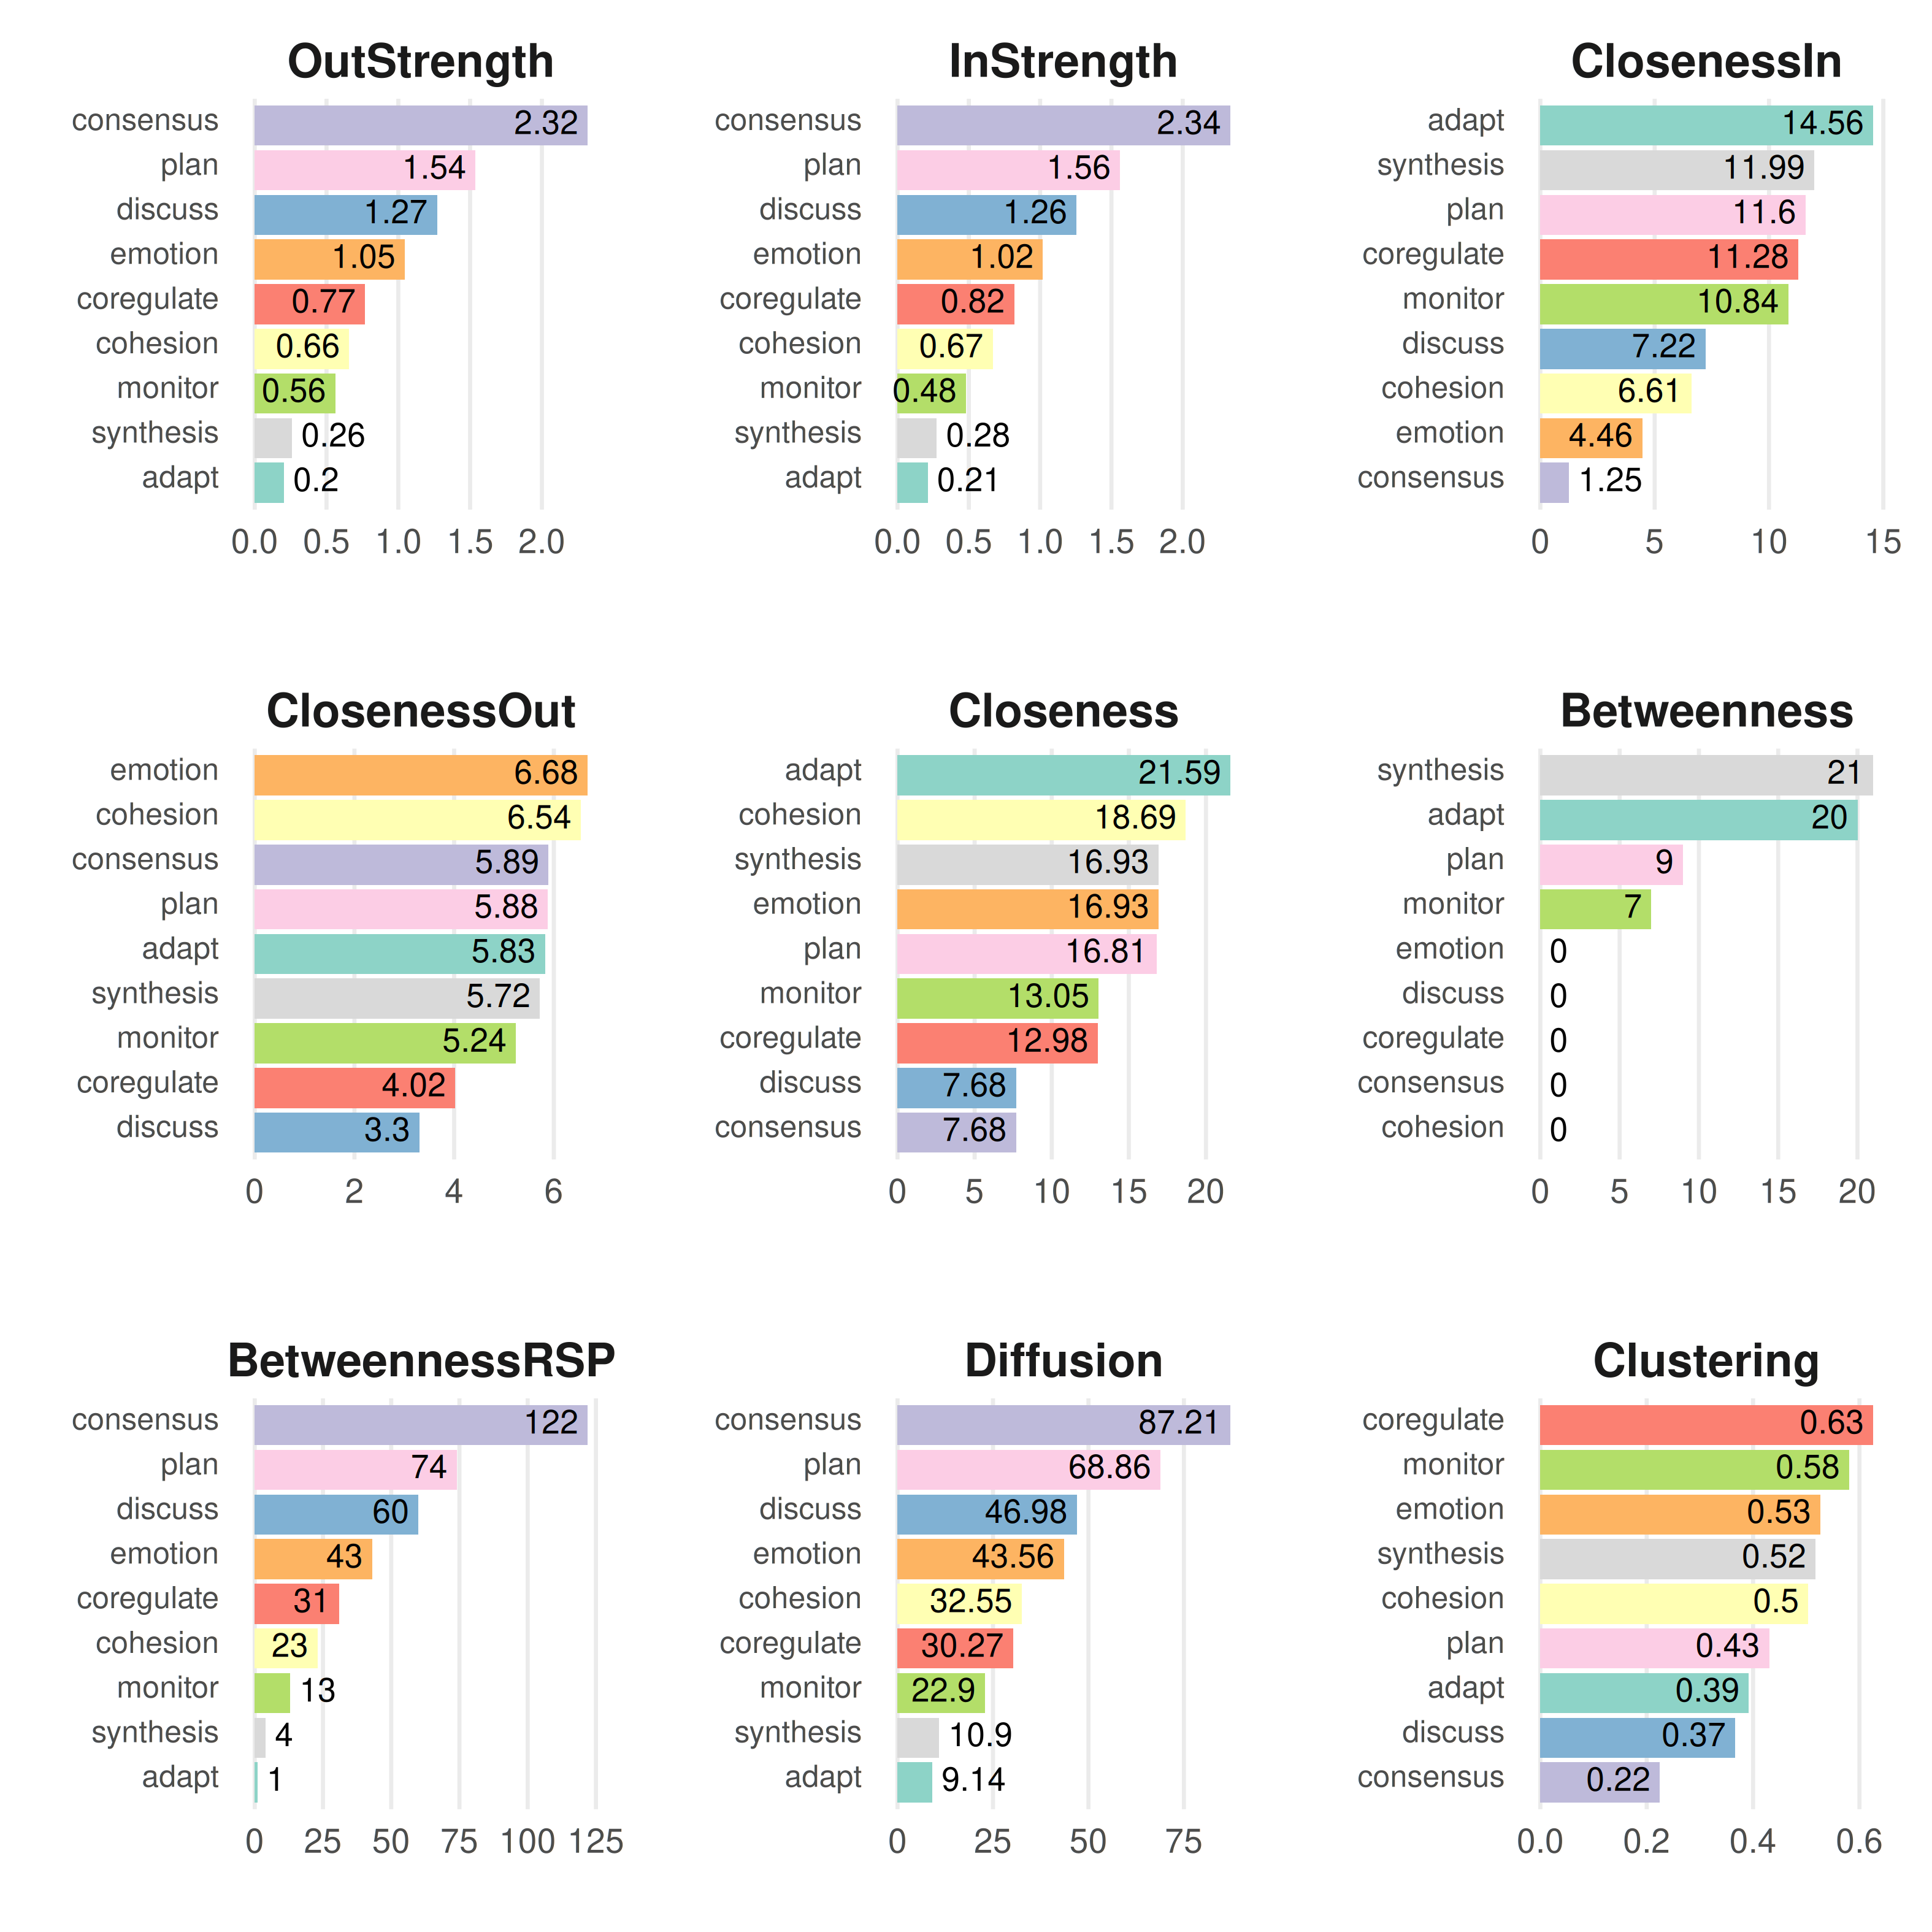 OutStrength
consensus 2.32
plan 1.54
discuss 1.27
emotion 1.05
coregulate 0.77
cohesion 0.66
monitor 0.56
synthesis 0.26
adapt 0.2
0.0 0.5 1.0 1.5 2.0
InStrength
consensus 2.34
plan 1.56
discuss 1.26
emotion 1.02
coregulate 0.82
cohesion 0.67
monitor 0.48
synthesis 0.28
adapt 0.21
0.0 0.5 1.0 1.5 2.0
ClosenessIn
adapt 14.56
synthesis 11.99
plan 11.6
coregulate 11.28
monitor 10.84
discuss 7.22
cohesion 6.61
emotion 4.46
consensus 1.25
0 5 10 15
ClosenessOut
emotion 6.68
cohesion 6.54
consensus 5.89
plan 5.88
adapt 5.83
synthesis 5.72
monitor 5.24
coregulate 4.02
discuss 3.3
0 2 4 6
Closeness
adapt 21.59
cohesion 18.69
synthesis 16.93
emotion 16.93
plan 16.81
monitor 13.05
coregulate 12.98
discuss 7.68
consensus 7.68
0 5 10 15 20
Betweenness
synthesis 21
adapt 20
plan 9
monitor 7
emotion 0
discuss 0
coregulate 0
consensus 0
cohesion 0
0 5 10 15 20
BetweennessRSP
consensus 122
plan 74
discuss 60
emotion 43
coregulate 31
cohesion 23
monitor 13
synthesis 4
adapt 1
0 25 50 75 100 125
Diffusion
consensus 87.21
plan 68.86
discuss 46.98
emotion 43.56
cohesion 32.55
coregulate 30.27
monitor 22.9
synthesis 10.9
adapt 9.14
0 25 50 75
Clustering
coregulate 0.63
monitor 0.58
emotion 0.53
synthesis 0.52
cohesion 0.5
plan 0.43
adapt 0.39
discuss 0.37
consensus 0.22
0.0 0.2 0.4 0.6